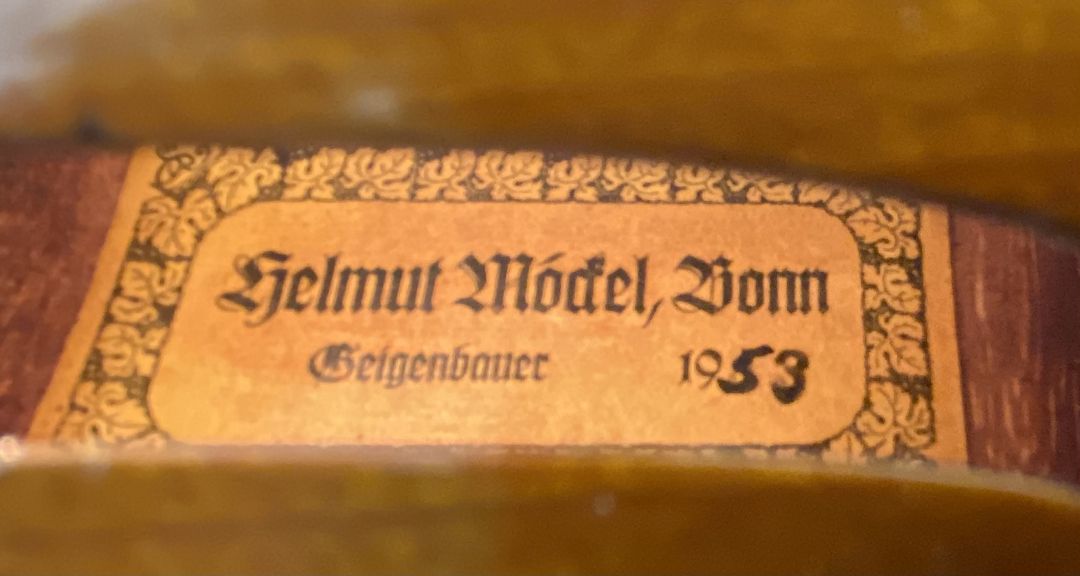 Helmut Möckel, Bonn
Geigenbauer 1953